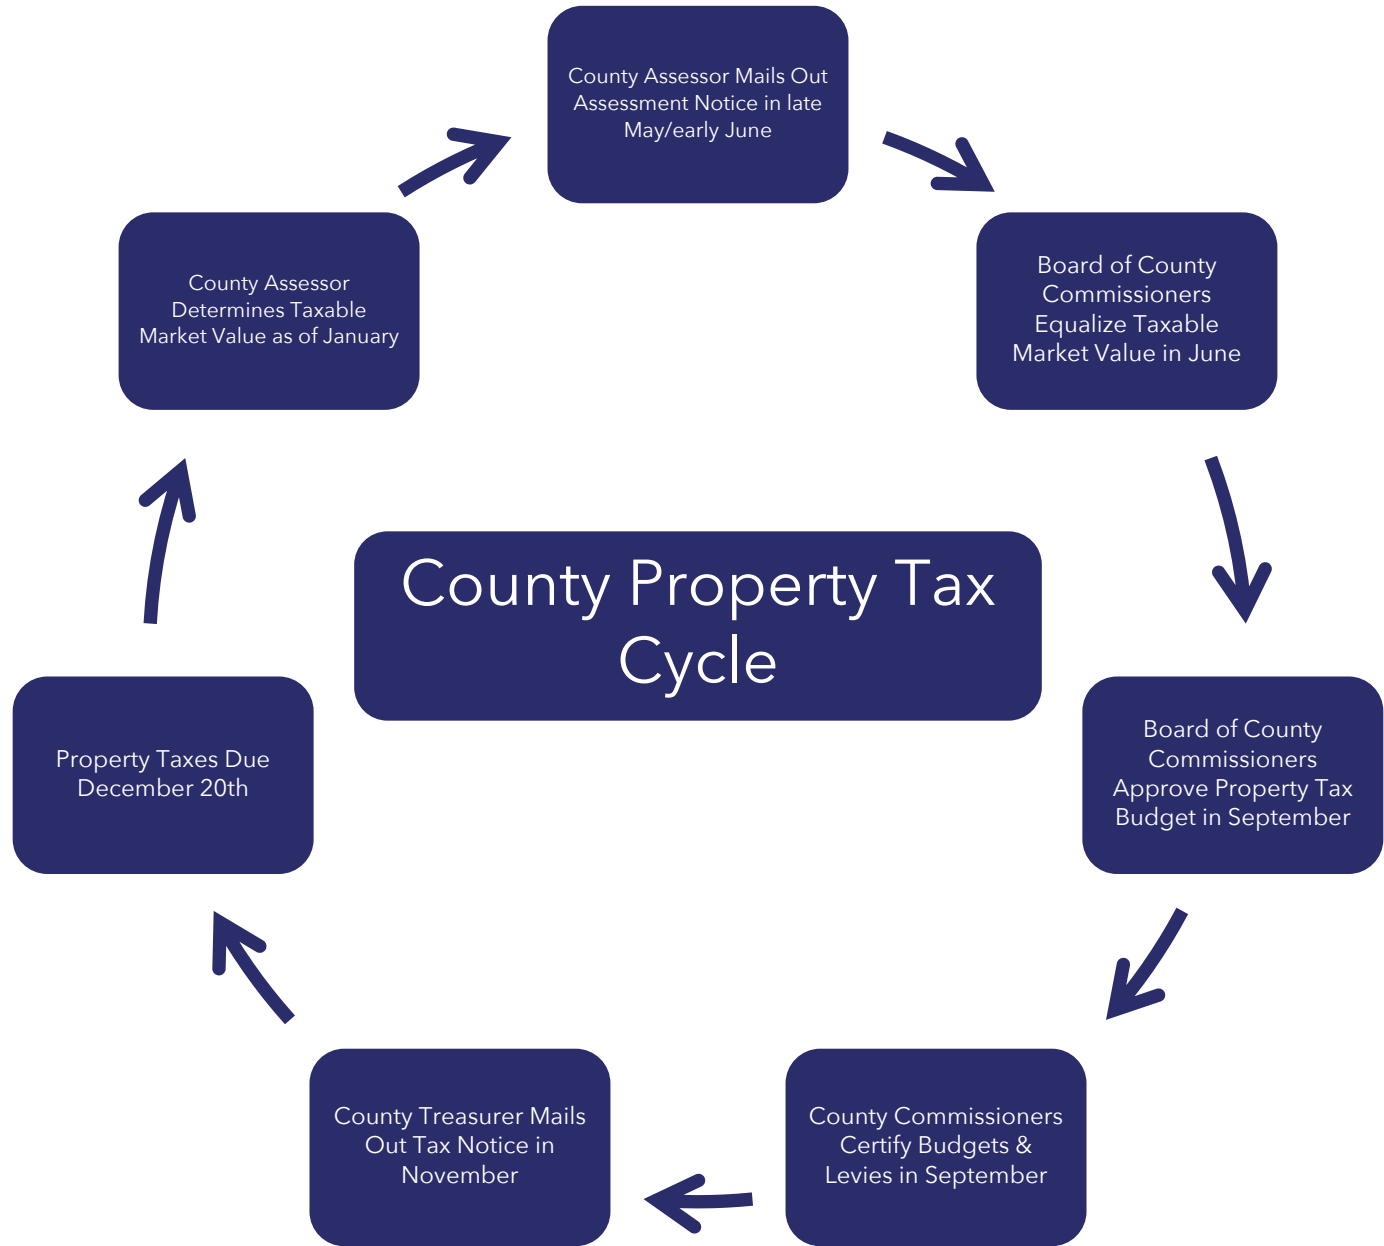 County Assessor Mails Out
Assessment Notice in late
May/early June
Board of County
Commissioners
Equalize Taxable
Market Value in June
Board of County
Commissioners
Approve Property Tax
Budget in September
County Commissioners
Certify Budgets &
Levies in September
County Treasurer Mails
Out Tax Notice in
November
Property Taxes Due
December 20th
County Assessor
Determines Taxable
Market Value as of January
County Property Tax
Cycle